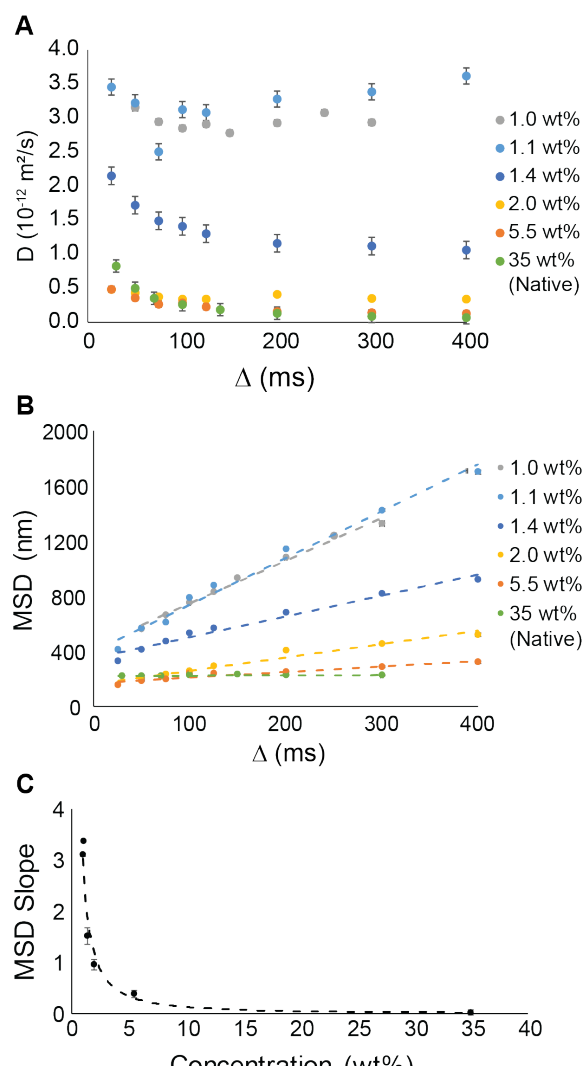 A
4.0
3.5
3.0
2.5
2.0
1.5
1.0
0.5
0.0
D (10⁻¹² m²/s)
0
100
200
300
400
Δ (ms)
1.0 wt%
1.1 wt%
1.4 wt%
2.0 wt%
5.5 wt%
35 wt%
(Native)
B
2000
1600
1200
800
400
0
MSD (nm)
0
100
200
300
400
Δ (ms)
1.0 wt%
1.1 wt%
1.4 wt%
2.0 wt%
5.5 wt%
35 wt%
(Native)
C
4
3
2
1
0
MSD Slope
0
5
10
15
20
25
30
35
40
Concentration (wt%)